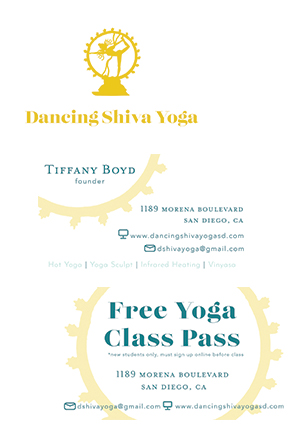 Dancing Shiva Yoga
TIFFANY BOYD
founder
1189 MORENA BOULEVARD
SAN DIEGO, CA
www.dancingshivayogasd.com
dshivayoga@gmail.com
Hot Yoga | Yoga Sculpt | Infrared Heating | Vinyasa
Free Yoga
Class Pass
*new students only, must sign up online before class
1189 MORENA BOULEVARD
SAN DIEGO, CA
dshivayoga@gmail.com www.dancingshivayogasd.com